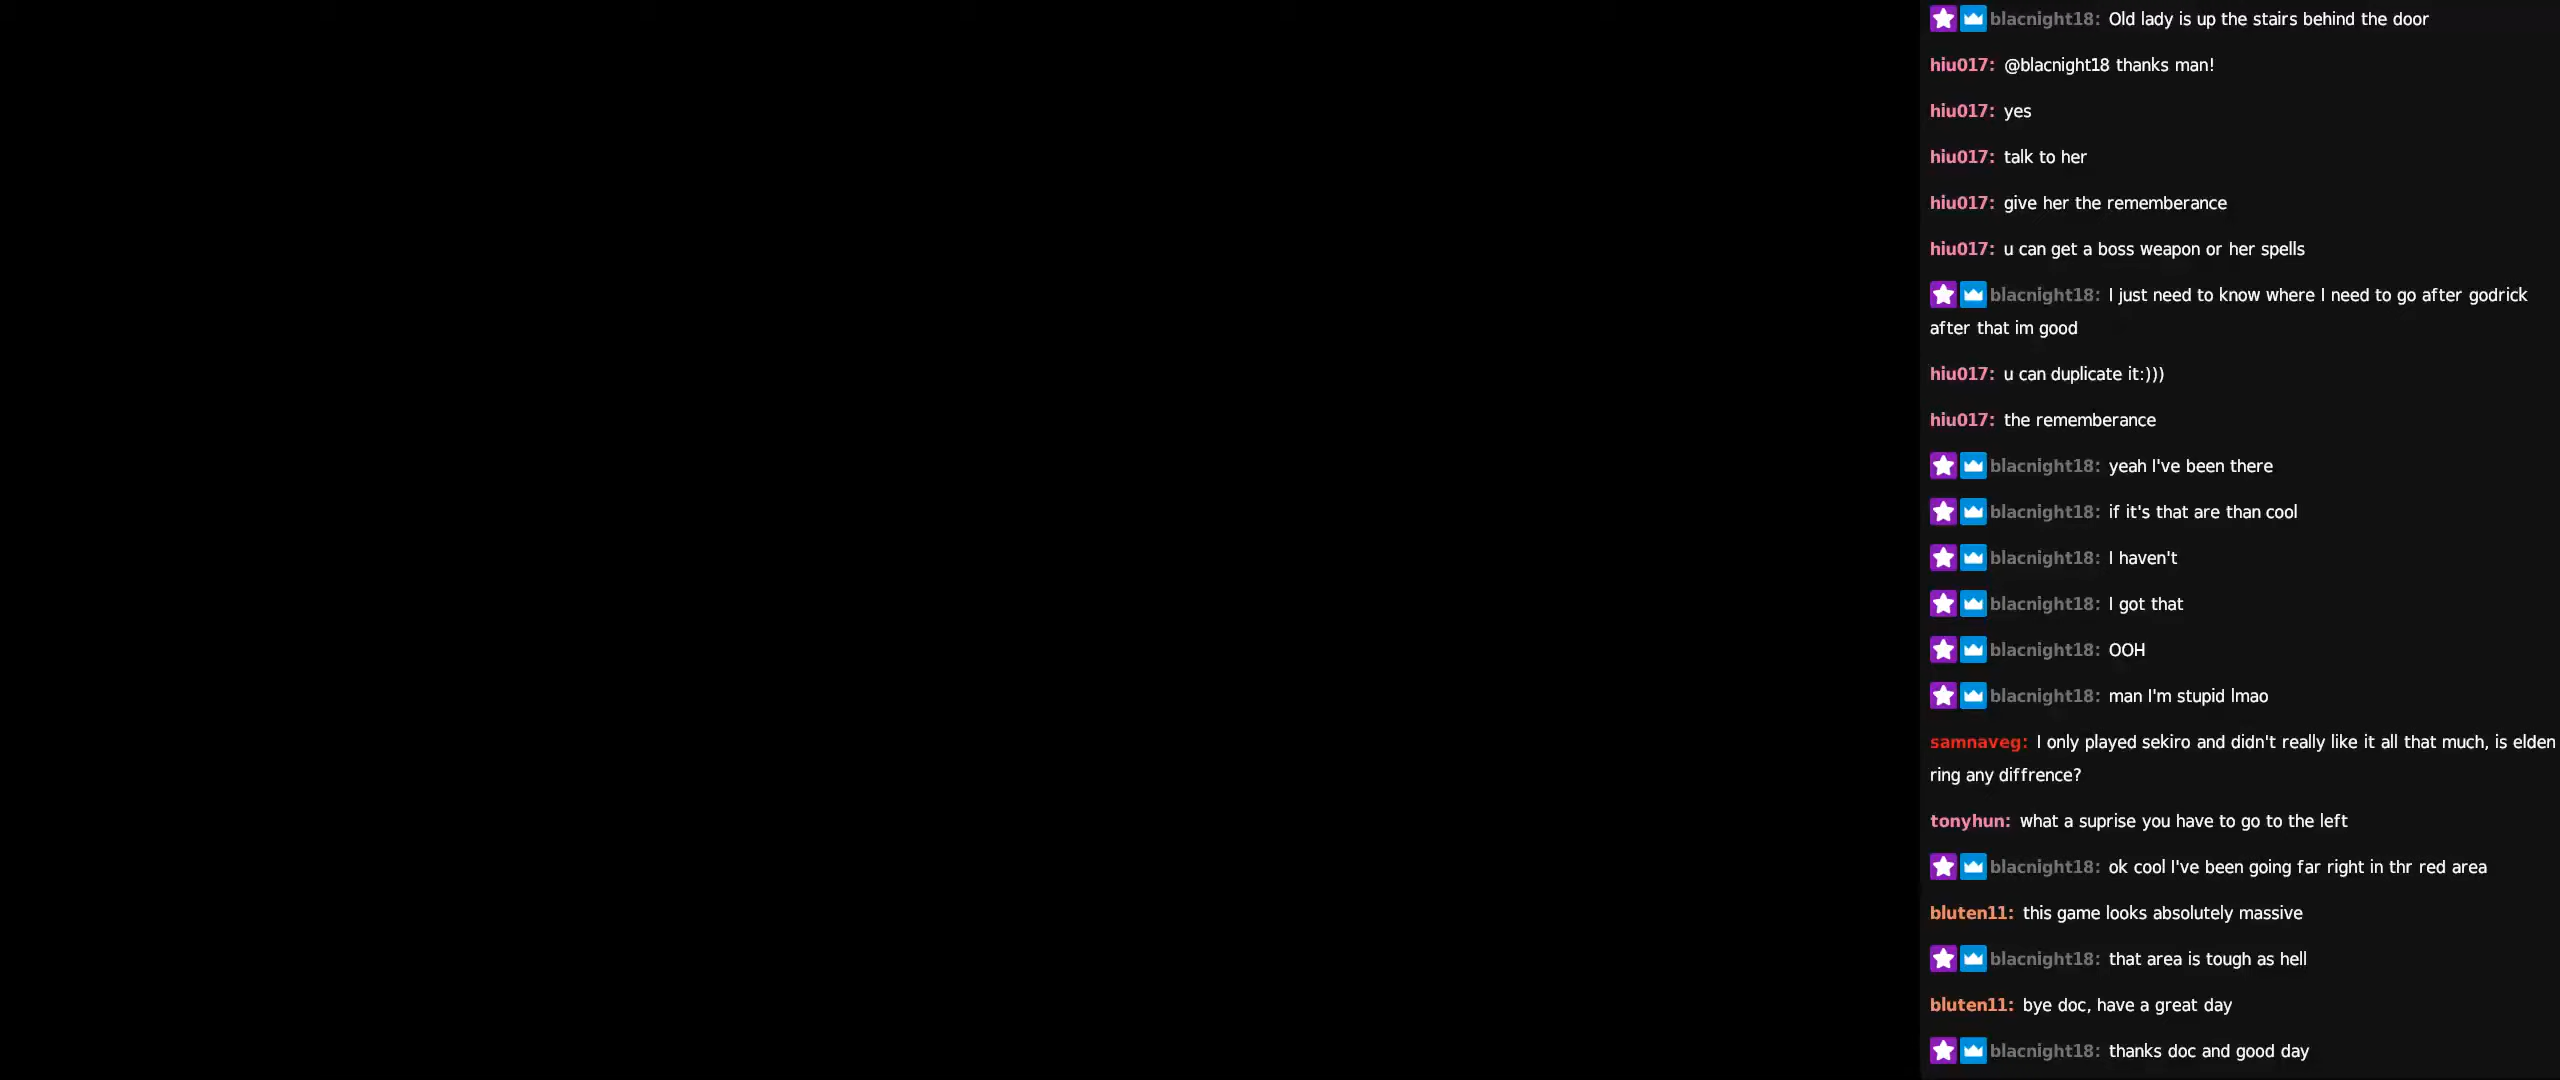 blacnight18: Old lady is up the stairs behind the door
hiu017: @blacnight18 thanks man!
hiu017: yes
hiu017: talk to her
hiu017: give her the rememberance
hiu017: u can get a boss weapon or her spells
blacnight18: I just need to know where I need to go after godrick
after that im good
hiu017: u can duplicate it:)))
hiu017: the rememberance
blacnight18: yeah I've been there
blacnight18: if it's that are than cool
blacnight18: I haven't
blacnight18: I got that
blacnight18: OOH
blacnight18: man I'm stupid lmao
samnaveg: I only played sekiro and didn't really like it all that much, is elden
ring any diffrence?
tonyhun: what a suprise you have to go to the left
blacnight18: ok cool I've been going far right in thr red area
bluten11: this game looks absolutely massive
blacnight18: that area is tough as hell
bluten11: bye doc, have a great day
blacnight18: thanks doc and good day